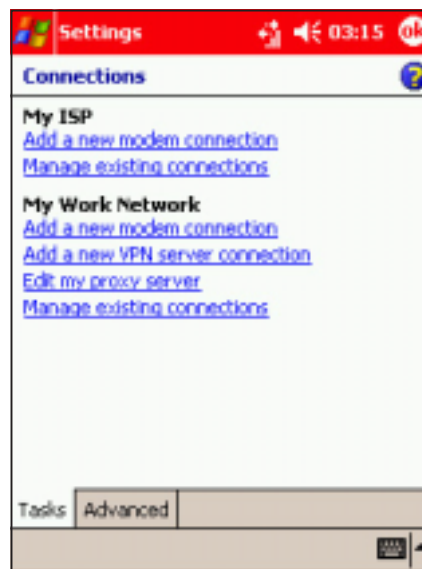 Settings 03:15 ok
Connections ?
My ISP
Add a new modem connection
Manage existing connections
My Work Network
Add a new modem connection
Add a new VPN server connection
Edit my proxy server
Manage existing connections
Tasks Advanced